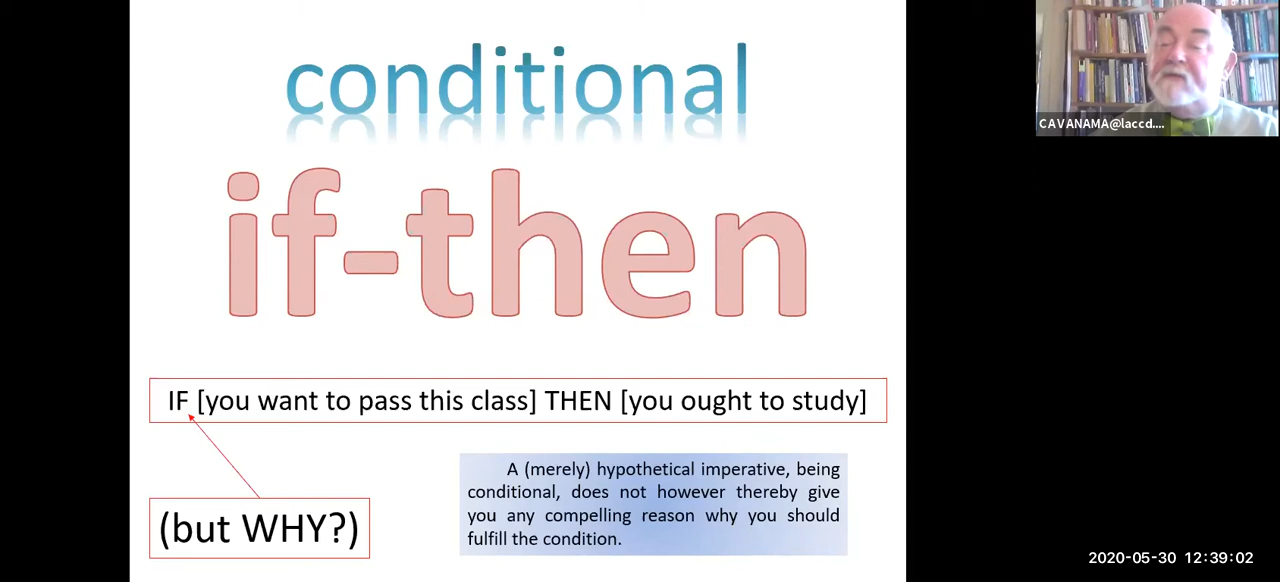 conditional
if-then
IF [you want to pass this class] THEN [you ought to study]
(but WHY?)
A (merely) hypothetical imperative, being
conditional, does not however thereby give
you any compelling reason why you should
fulfill the condition.
CAVANAMA@laccd....
2020-05-30 12:39:02